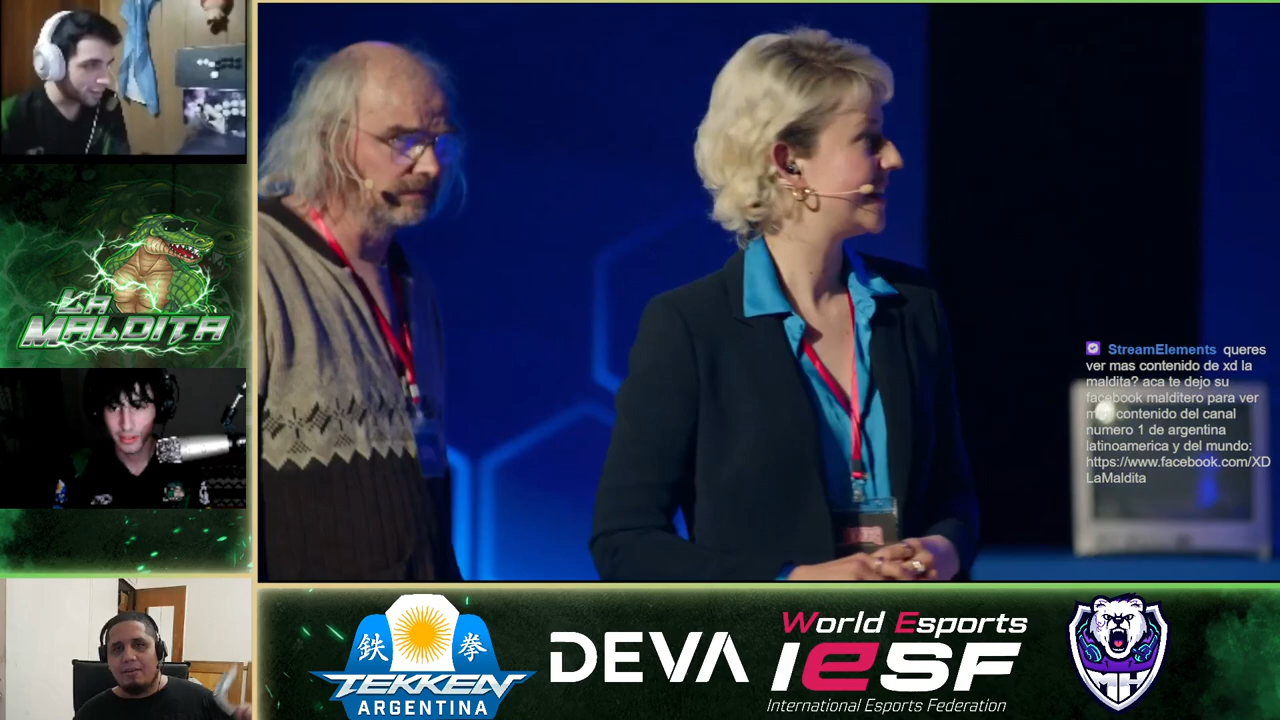 LA
MALDITA
StreamElements queres
ver mas contenido de xd la
maldita? aca te dejo su
facebook malditero para ver
contenido del canal
numero 1 de argentina
latinoamerica y del mundo:
https://www.facebook.com/XD
LaMaldita
鉄 拳
TEKKEN
ARGENTINA
DEVA
World Esports
IESF
International Esports Federation
MH